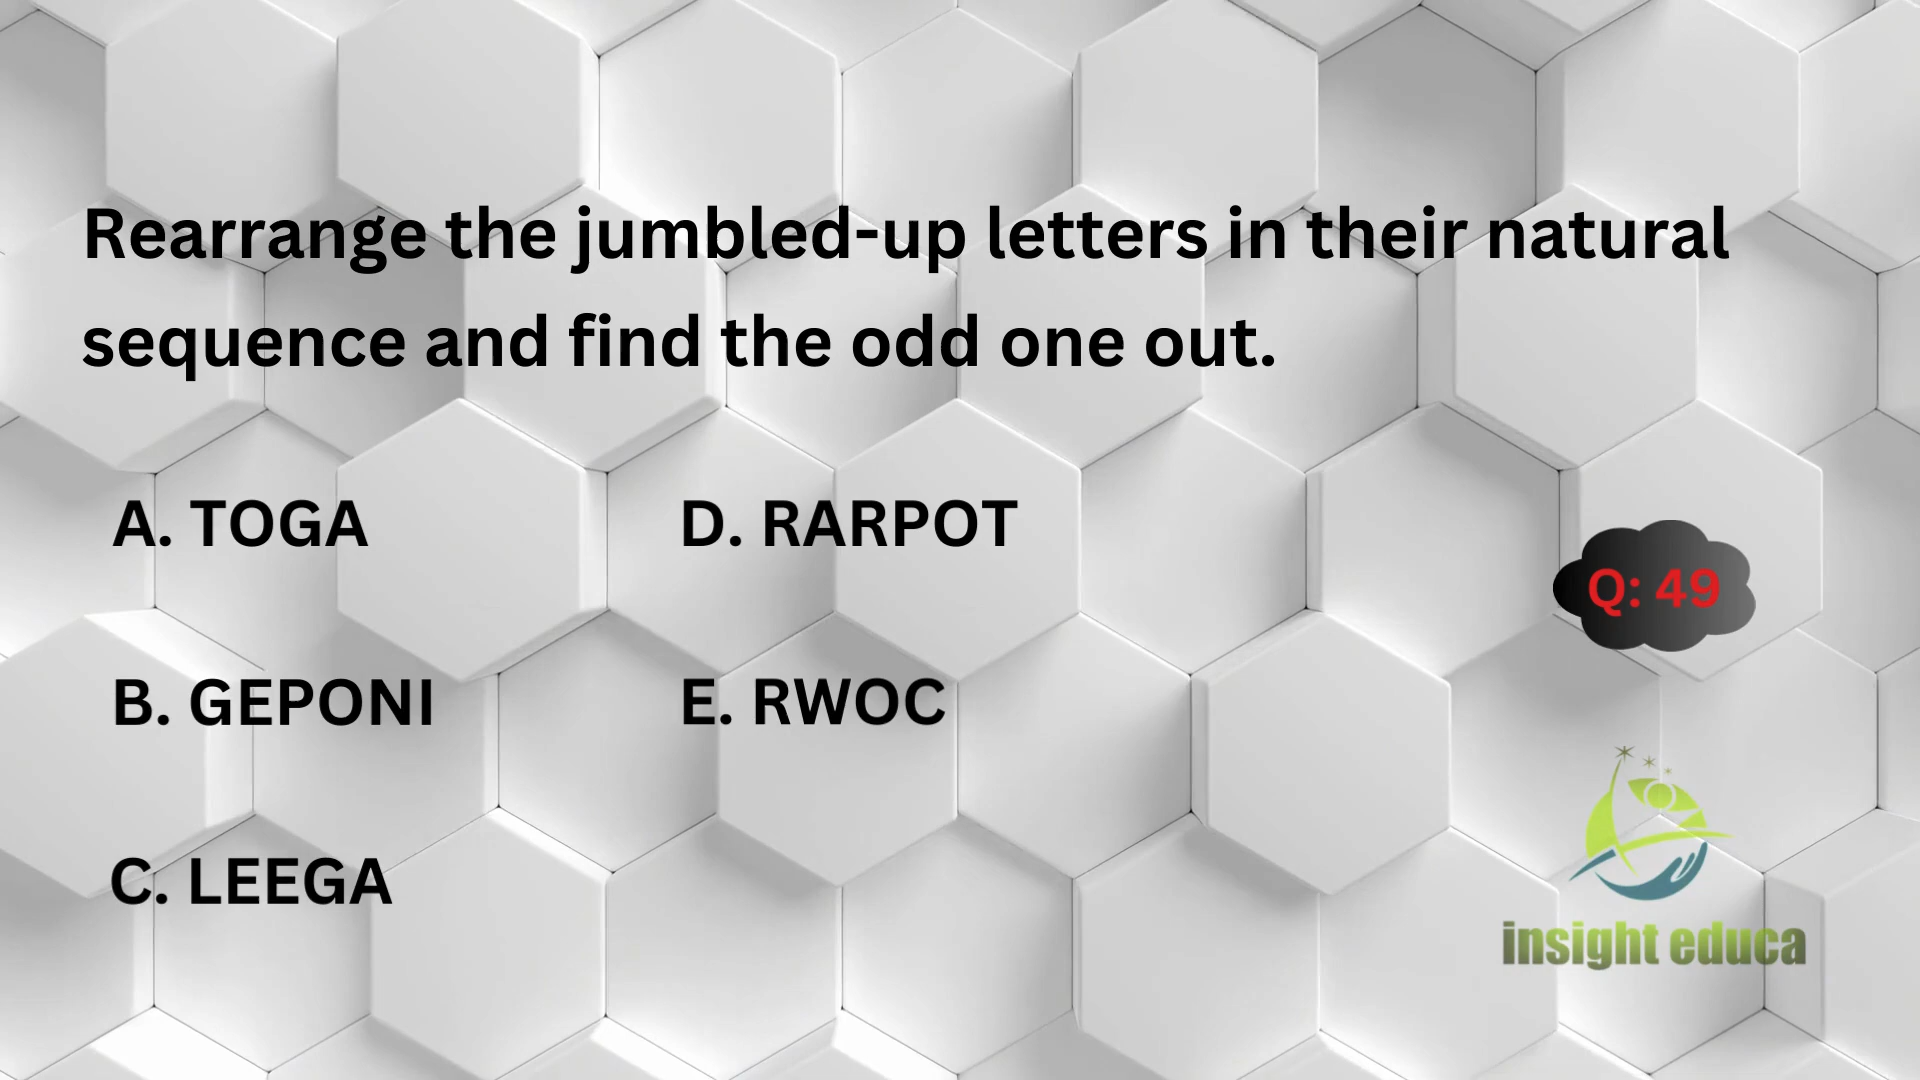 Rearrange the jumbled-up letters in their natural
sequence and find the odd one out.
A. TOGA
B. GEPONI
C. LEEGA
D. RARPOT
E. RWOC
Q: 49
insight educa